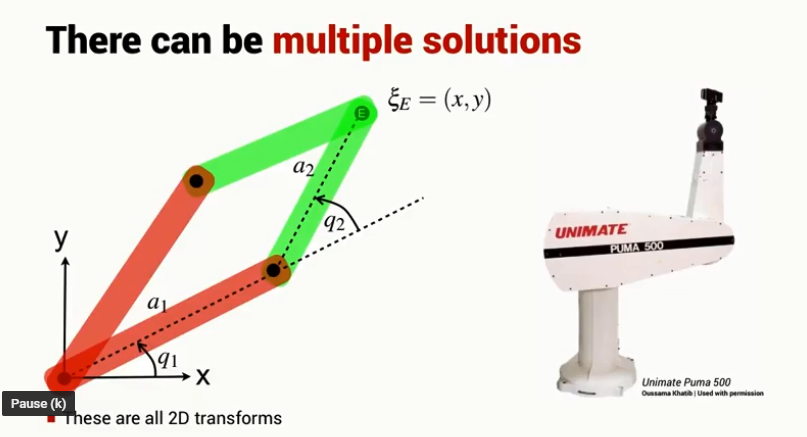 There can be multiple solutions
ξE = (x, y)
E
a2
q2
y
a1
q1
x
UNIMATE
PUMA 500
Unimate Puma 500
Oussama Khatib | Used with permission
Pause (k)
These are all 2D transforms